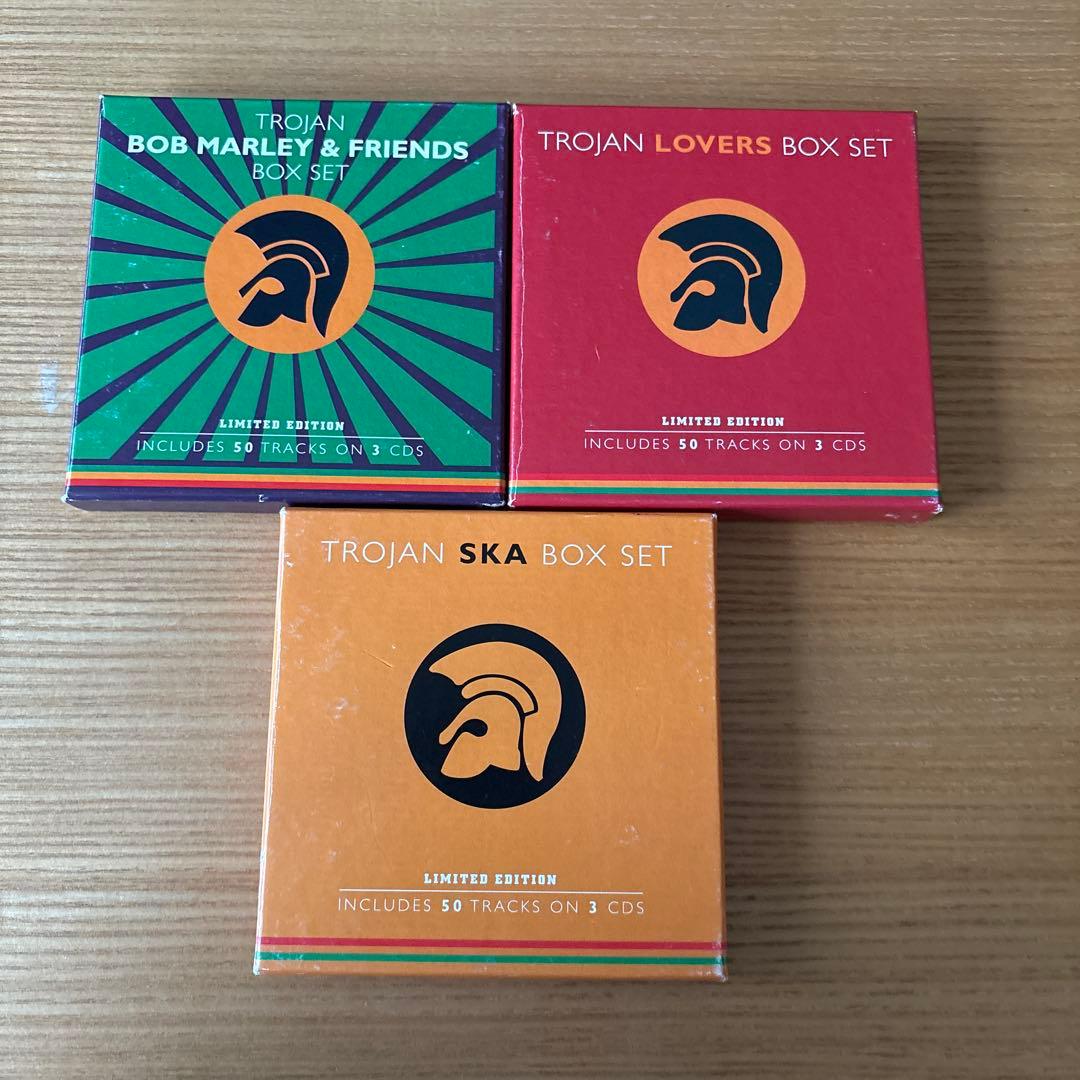 TROJAN
BOB MARLEY & FRIENDS
BOX SET
LIMITED EDITION
INCLUDES 50 TRACKS ON 3 CDS
TROJAN LOVERS BOX SET
LIMITED EDITION
INCLUDES 50 TRACKS ON 3 CDS
TROJAN SKA BOX SET
LIMITED EDITION
INCLUDES 50 TRACKS ON 3 CDS